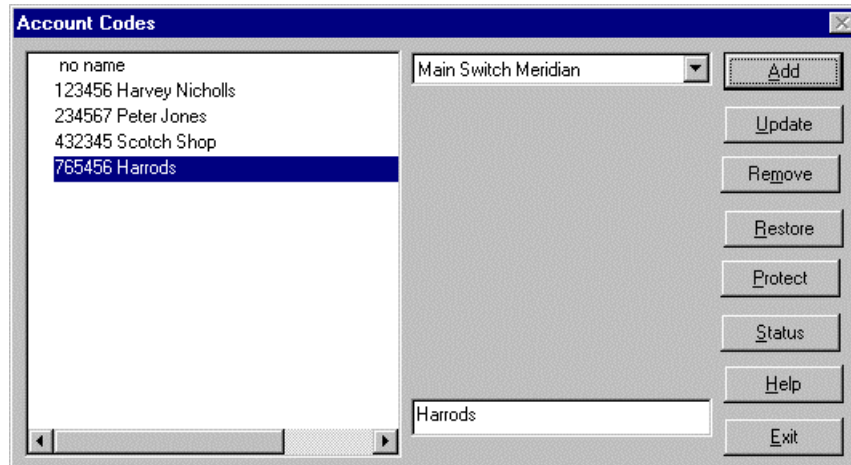 Account Codes
no name
123456 Harvey Nicholls
234567 Peter Jones
432345 Scotch Shop
765456 Harrods
Main Switch Meridian
Harrods
Add
Update
Remove
Restore
Protect
Status
Help
Exit